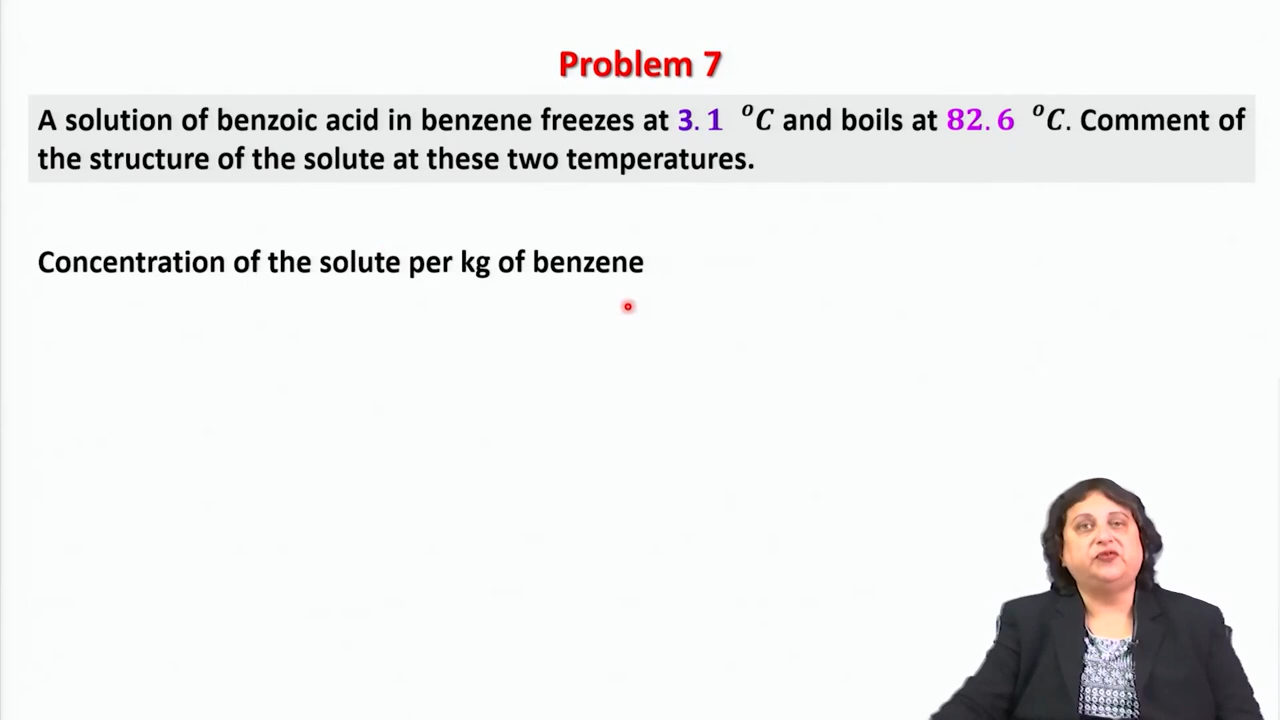 Problem 7
A solution of benzoic acid in benzene freezes at 3.1 °C and boils at 82.6 °C. Comment of
the structure of the solute at these two temperatures.
Concentration of the solute per kg of benzene